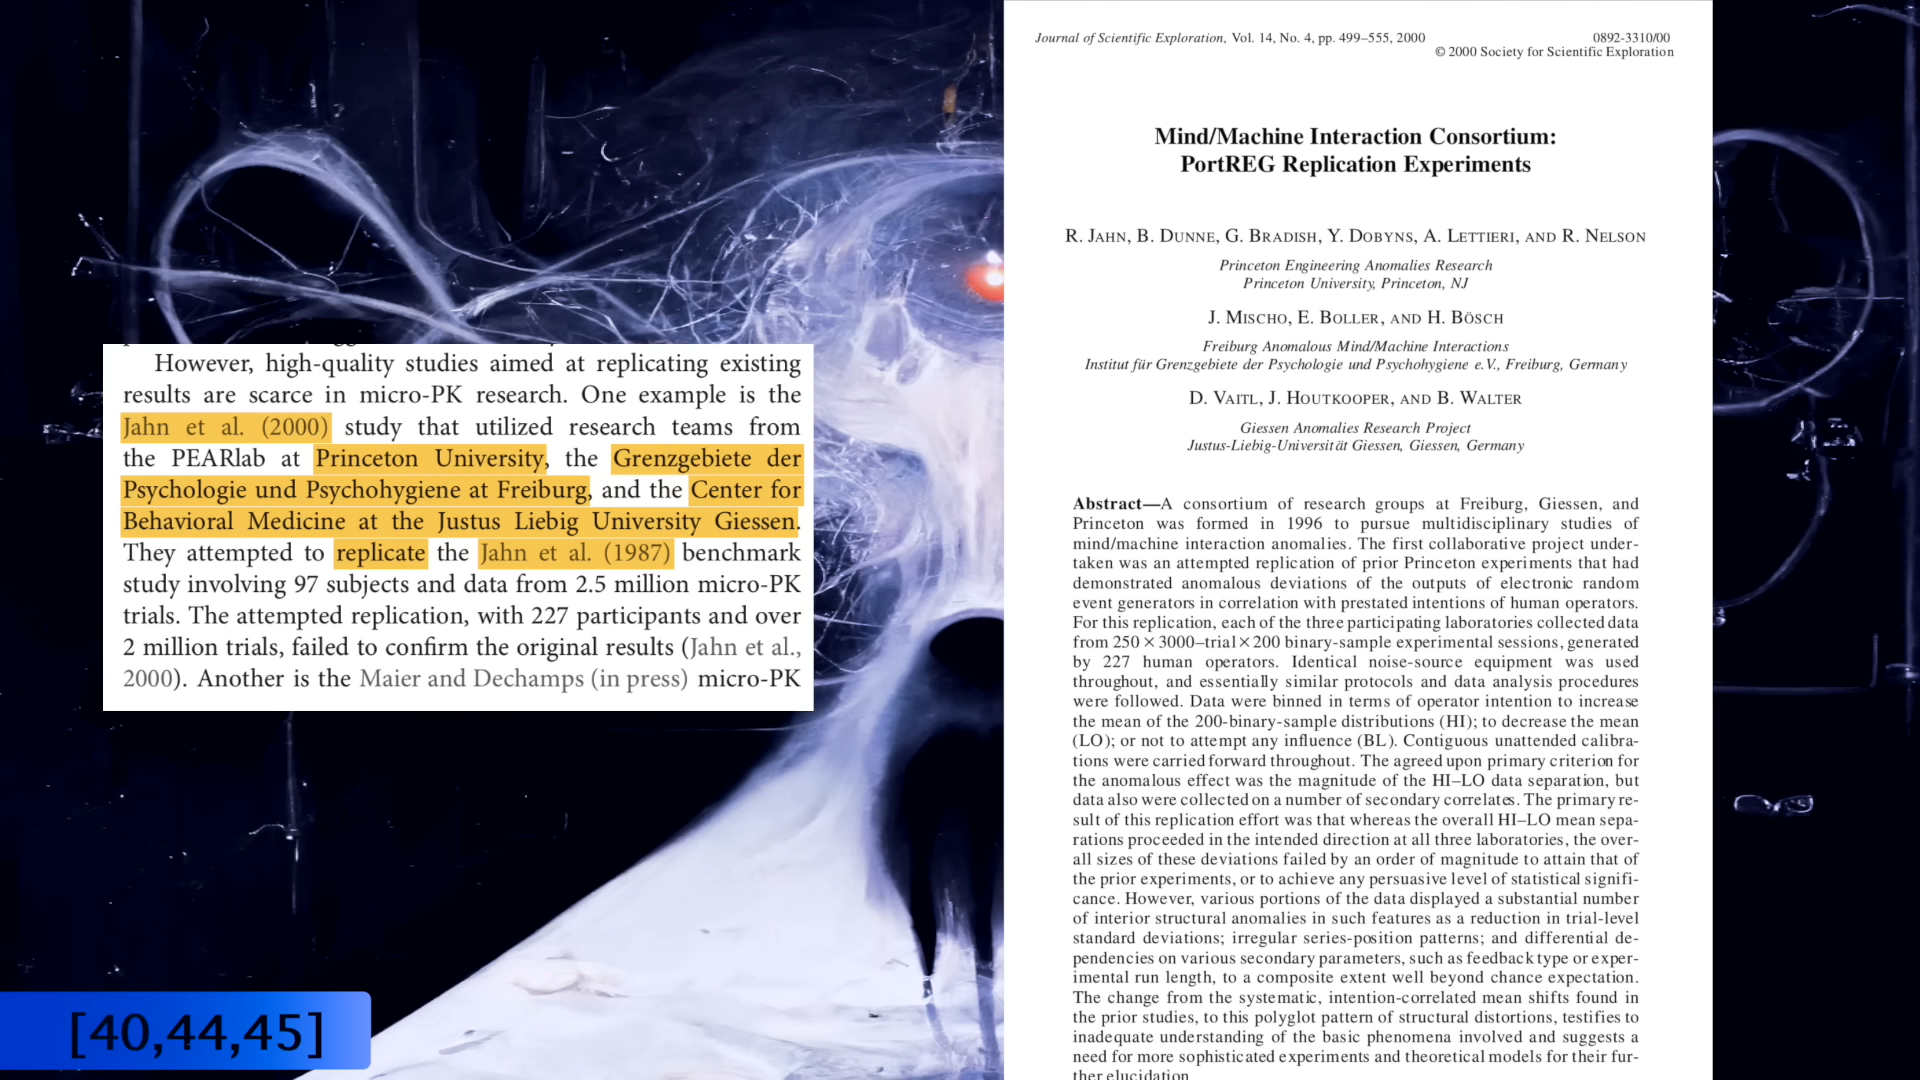 However, high-quality studies aimed at replicating existing
results are scarce in micro-PK research. One example is the
Jahn et al. (2000) study that utilized research teams from
the PEARlab at Princeton University, the Grenzgebiete der
Psychologie und Psychohygiene at Freiburg, and the Center for
Behavioral Medicine at the Justus Liebig University Giessen.
They attempted to replicate the Jahn et al. (1987) benchmark
study involving 97 subjects and data from 2.5 million micro-PK
trials. The attempted replication, with 227 participants and over
2 million trials, failed to confirm the original results (Jahn et al.,
2000). Another is the Maier and Dechamps (in press) micro-PK
[40,44,45]
Journal of Scientific Exploration, Vol. 14, No. 4, pp. 499–555, 2000
0892-3310/00
© 2000 Society for Scientific Exploration
Mind/Machine Interaction Consortium:
PortREG Replication Experiments
R. JAHN, B. DUNNE, G. BRADISH, Y. DOBYNS, A. LETTIERI, AND R. NELSON
Princeton Engineering Anomalies Research
Princeton University, Princeton, NJ
J. MISCHO, E. BOLLER, AND H. BÖSCH
Freiburg Anomalous Mind/Machine Interactions
Institut für Grenzgebiete der Psychologie und Psychohygiene e.V., Freiburg, Germany
D. VAITL, J. HOUTKOOPER, AND B. WALTER
Giessen Anomalies Research Project
Justus-Liebig-Universität Giessen, Giessen, Germany
Abstract—A consortium of research groups at Freiburg, Giessen, and
Princeton was formed in 1996 to pursue multidisciplinary studies of
mind/machine interaction anomalies. The first collaborative project under-
taken was an attempted replication of prior Princeton experiments that had
demonstrated anomalous deviations of the outputs of electronic random
event generators in correlation with prestated intentions of human operators.
For this replication, each of the three participating laboratories collected data
from 250 × 3000–trial × 200 binary-sample experimental sessions, generated
by 227 human operators. Identical noise-source equipment was used
throughout, and essentially similar protocols and data analysis procedures
were followed. Data were binned in terms of operator intention to increase
the mean of the 200-binary-sample distributions (HI); to decrease the mean
(LO); or not to attempt any influence (BL). Contiguous unattended calibra-
tions were carried forward throughout. The agreed upon primary criterion for
the anomalous effect was the magnitude of the HI–LO data separation, but
data also were collected on a number of secondary correlates. The primary re-
sult of this replication effort was that whereas the overall HI–LO mean sepa-
rations proceeded in the intended direction at all three laboratories, the over-
all sizes of these deviations failed by an order of magnitude to attain that of
the prior experiments, or to achieve any persuasive level of statistical signifi-
cance. However, various portions of the data displayed a substantial number
of interior structural anomalies in such features as a reduction in trial-level
standard deviations; irregular series-position patterns; and differential de-
pendencies on various secondary parameters, such as feedback type or exper-
imental run length, to a composite extent well beyond chance expectation.
The change from the systematic, intention-correlated mean shifts found in
the prior studies, to this polyglot pattern of structural distortions, testifies to
inadequate understanding of the basic phenomena involved and suggests a
need for more sophisticated experiments and theoretical models for their fur-
ther elucidation.